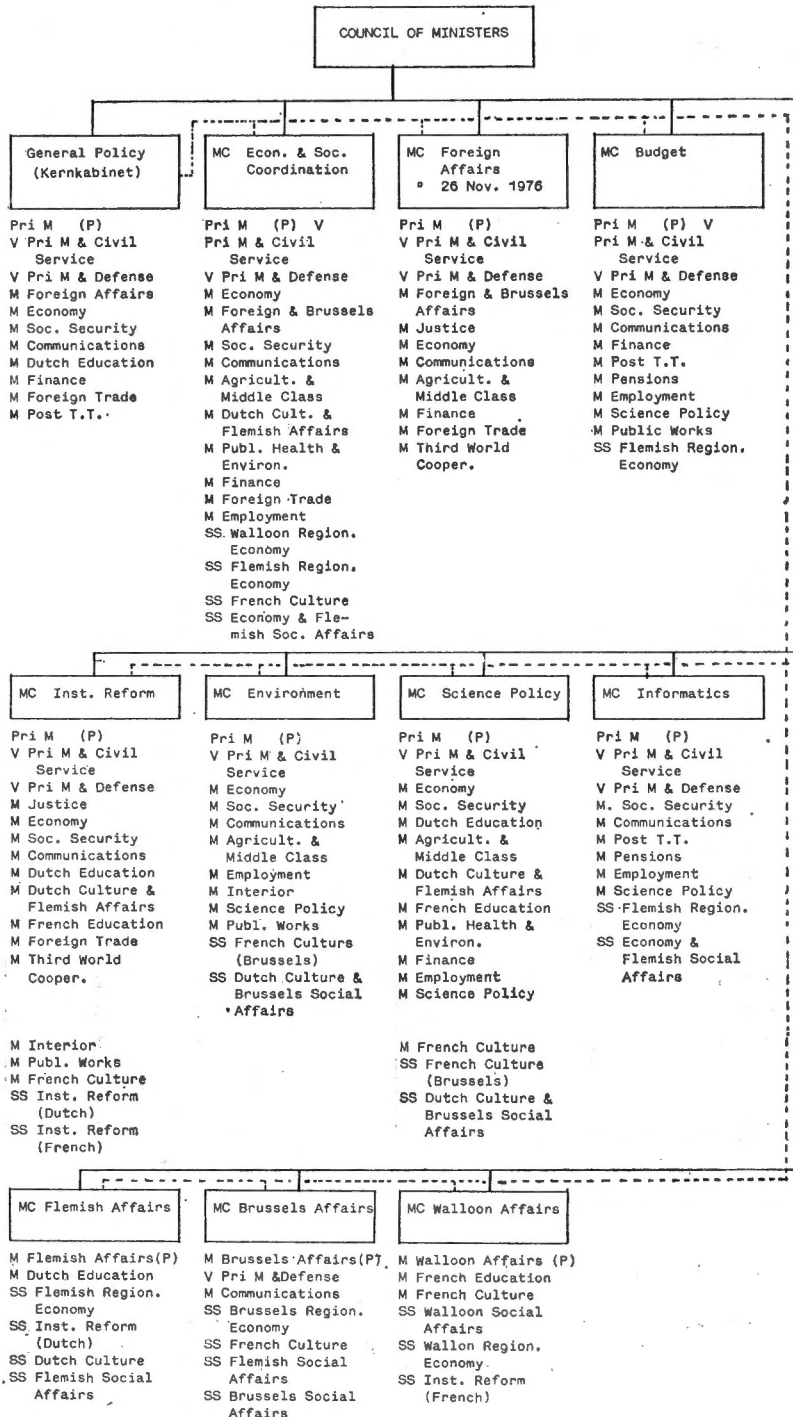 COUNCIL OF MINISTERS
General Policy
(Kernkabinet)
Pri M (P)
V Pri M & Civil
Service
V Pri M & Defense
M Foreign Affairs
M Economy
M Soc. Security
M Communications
M Dutch Education
M Finance
M Foreign Trade
M Post T.T.
MC Econ. & Soc.
Coordination
Pri M (P) V
Pri M & Civil
Service
V Pri M & Defense
M Economy
M Foreign & Brussels
Affairs
M Soc. Security
M Communications
M Agricult. &
Middle Class
M Dutch Cult. &
Flemish Affairs
M Publ. Health &
Environ.
M Finance
M Foreign Trade
M Employment
SS Walloon Region.
Economy
SS Flemish Region.
Economy
SS French Culture
SS Economy & Fle-
mish Soc. Affairs
MC Foreign
Affairs
° 26 Nov. 1976
Pri M (P)
V Pri M & Civil
Service
V Pri M & Defense
M Foreign & Brussels
Affairs
M Justice
M Economy
M Communications
M Agricult. &
Middle Class
M Finance
M Foreign Trade
M Third World
Cooper.
MC Budget
Pri M (P) V
Pri M & Civil
Service
V Pri M & Defense
M Economy
M Soc. Security
M Communications
M Finance
M Post T.T.
M Pensions
M Employment
M Science Policy
M Public Works
SS Flemish Region.
Economy
MC Inst. Reform
Pri M (P)
V Pri M & Civil
Service
V Pri M & Defense
M Justice
M Economy
M Soc. Security
M Communications
M Dutch Education
M Dutch Culture &
Flemish Affairs
M French Education
M Foreign Trade
M Third World
Cooper.
M Interior
M Publ. Works
M French Culture
SS Inst. Reform
(Dutch)
SS Inst. Reform
(French)
MC Environment
Pri M (P)
V Pri M & Civil
Service
M Economy
M Soc. Security
M Communications
M Agricult. &
Middle Class
M Employment
M Interior
M Science Policy
M Publ. Works
SS French Culture
(Brussels)
SS Dutch Culture &
Brussels Social
Affairs
MC Science Policy
Pri M (P)
V Pri M & Civil
Service
M Economy
M Soc. Security
M Dutch Education
M Agricult. &
Middle Class
M Dutch Culture &
Flemish Affairs
M French Education
M Publ. Health &
Environ.
M Finance
M Employment
M Science Policy
M French Culture
SS French Culture
(Brussels)
SS Dutch Culture &
Brussels Social
Affairs
MC Informatics
Pri M (P)
V Pri M & Civil
Service
V Pri M & Defense
M. Soc. Security
M Communications
M Post T.T.
M Pensions
M Employment
M Science Policy
SS Flemish Region.
Economy
SS Economy &
Flemish Social
Affairs
MC Flemish Affairs
M Flemish Affairs(P)
M Dutch Education
SS Flemish Region.
Economy
SS Inst. Reform
(Dutch)
SS Dutch Culture
SS Flemish Social
Affairs
MC Brussels Affairs
M Brussels Affairs(P)
V Pri M &Defense
M Communications
SS Brussels Region.
Economy
SS French Culture
SS Flemish Social
Affairs
SS Brussels Social
Affairs
MC Walloon Affairs
M Walloon Affairs (P)
M French Education
M French Culture
SS Walloon Social
Affairs
SS Wallon Region.
Economy
SS Inst. Reform
(French)